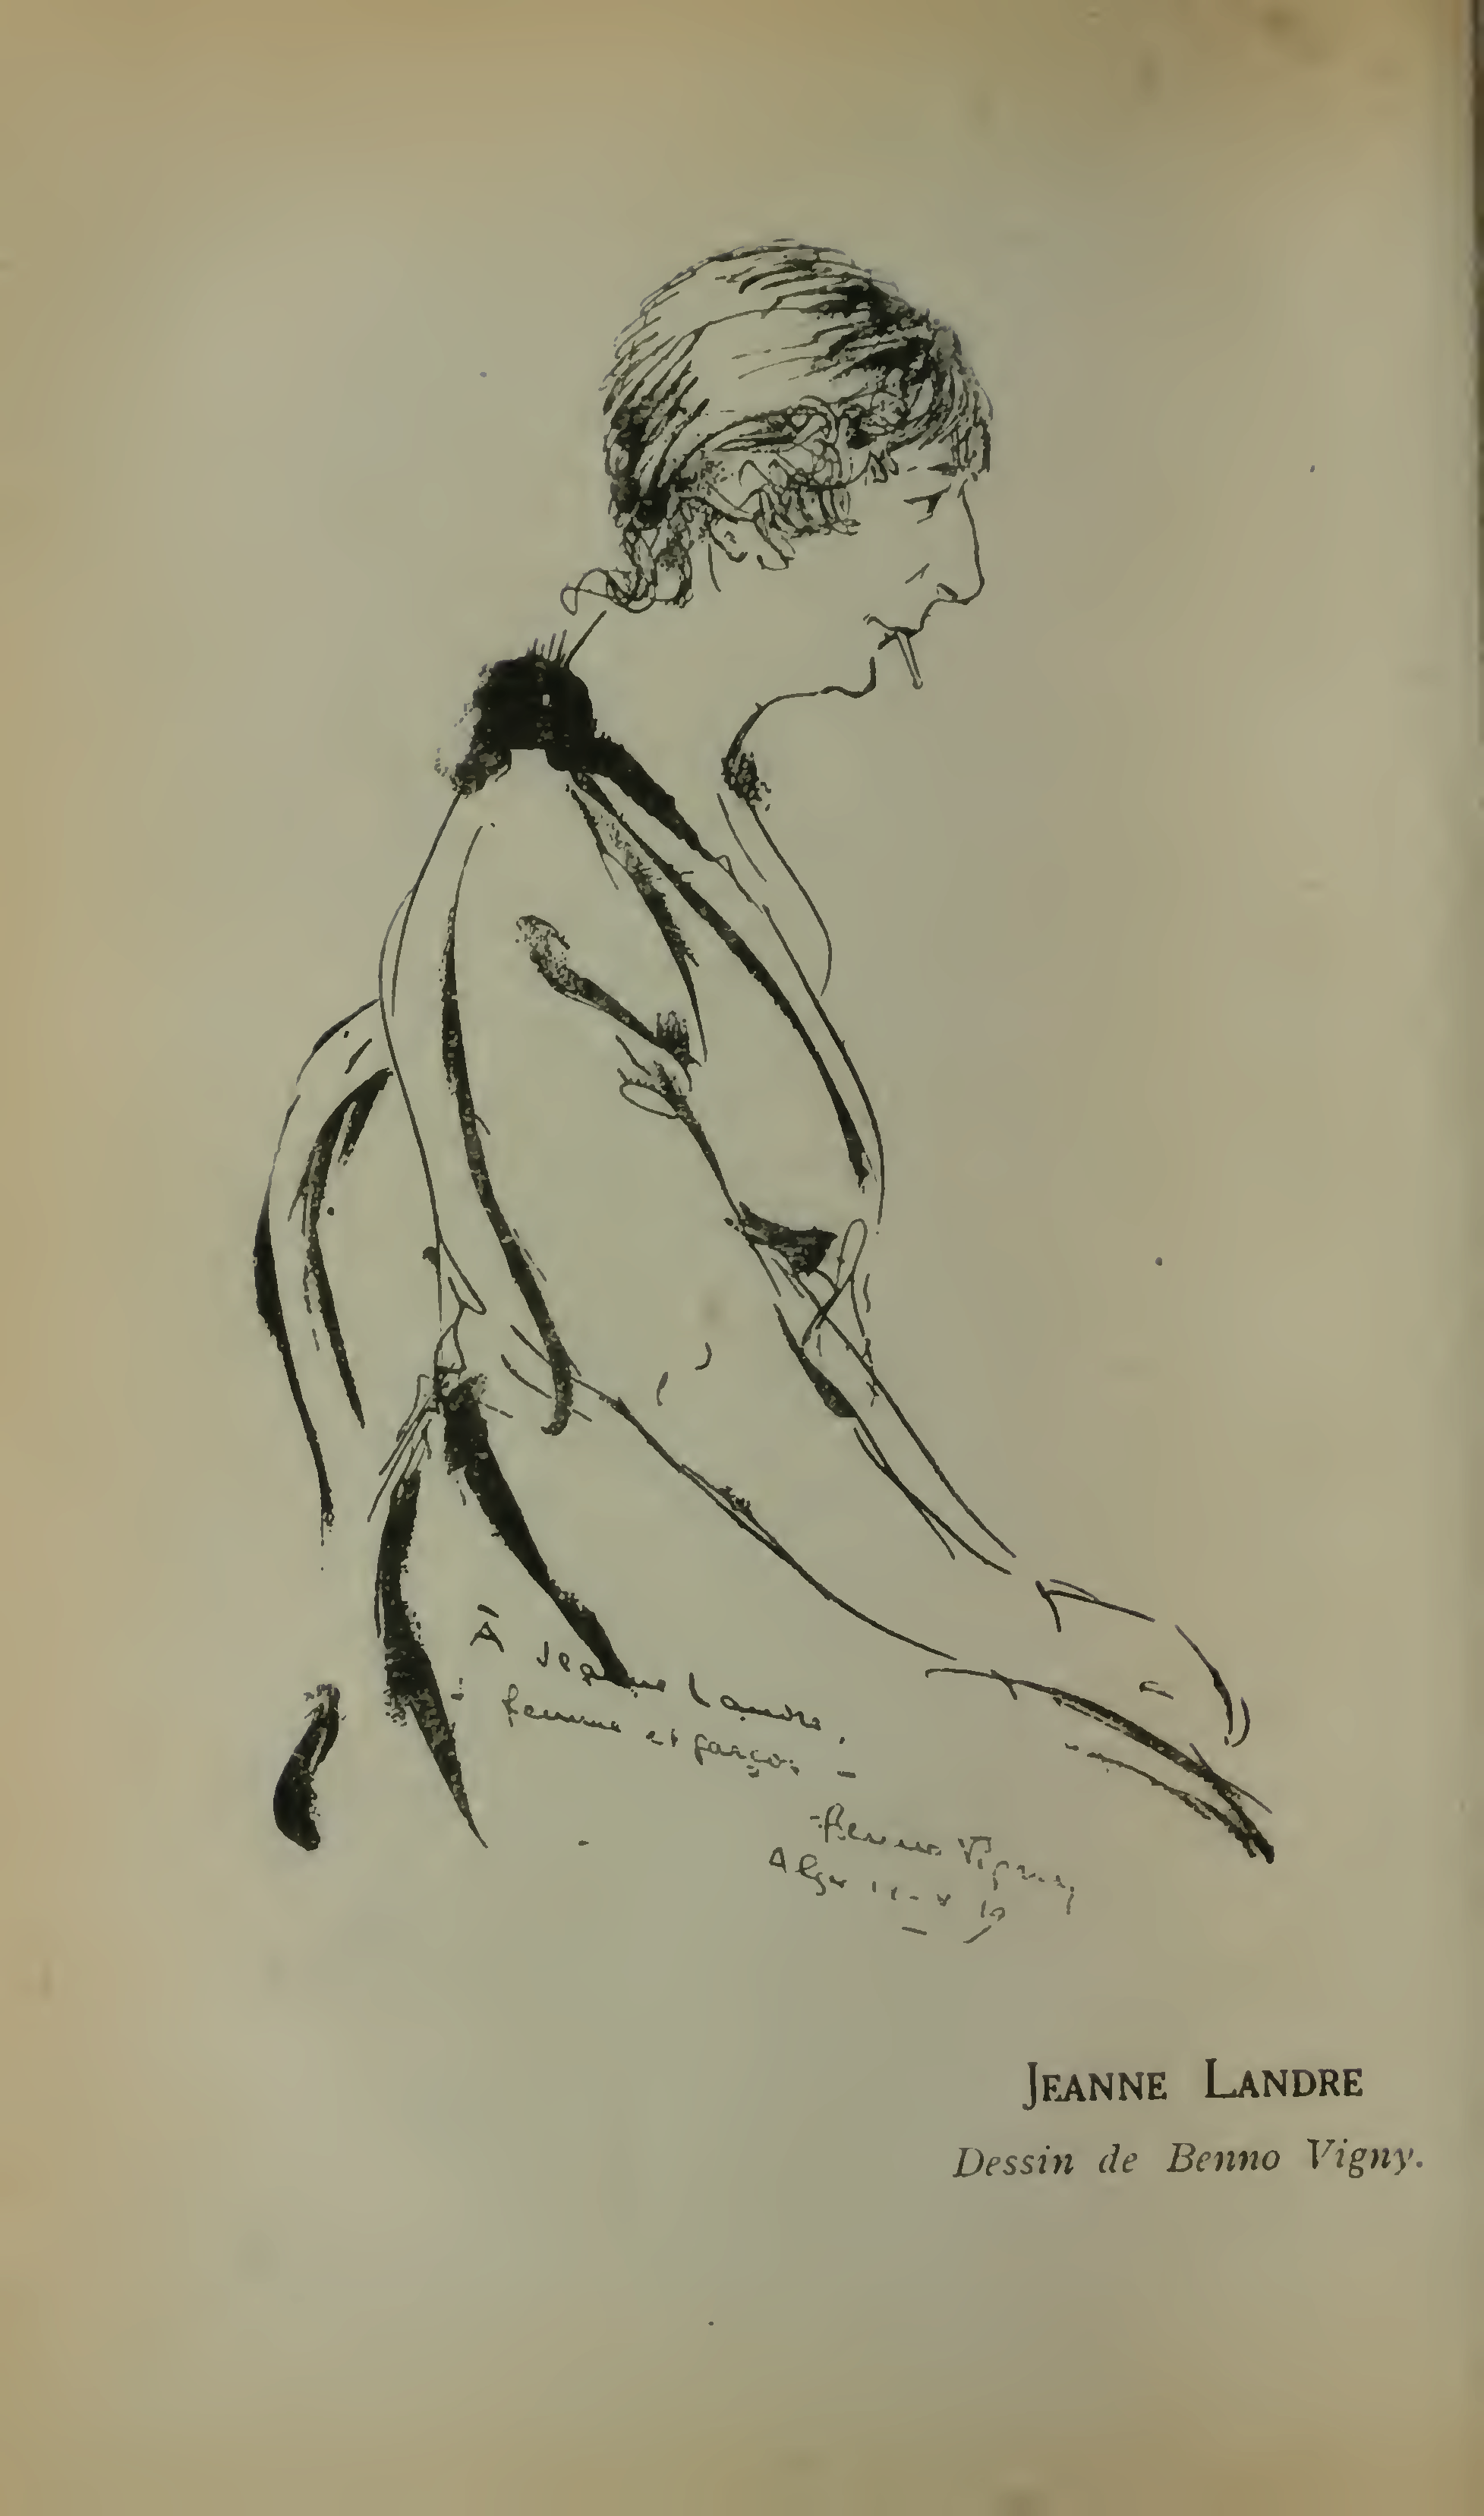 À Jeanne Landre,
femme et garçon —
Benno Vigny
Alger
JEANNE LANDRE
Dessin de Benno Vigny.